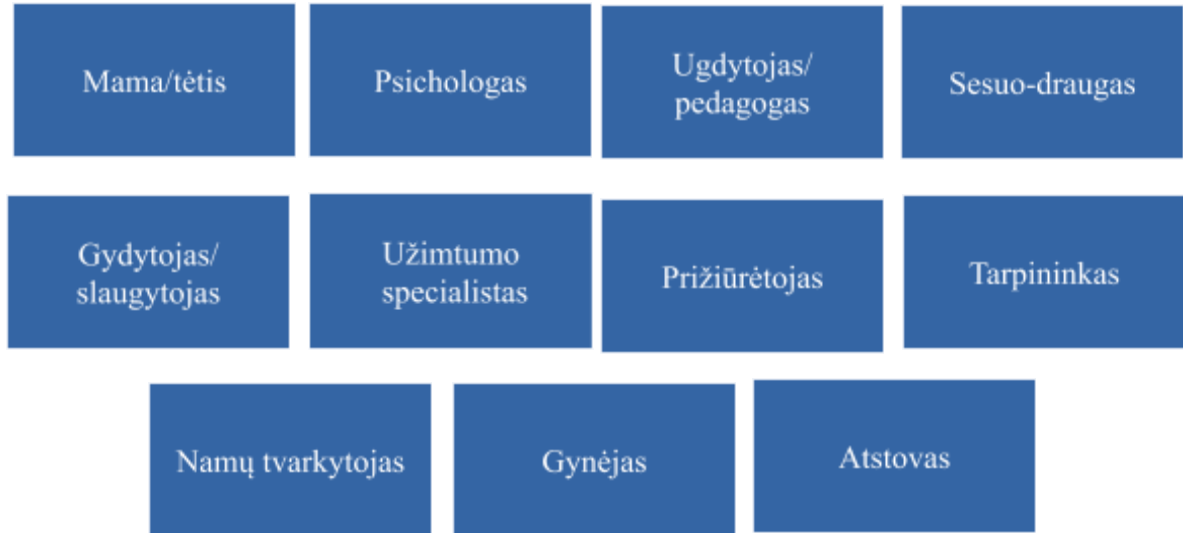 Mama/tėtis
Psichologas
Ugdytojas/
pedagogas
Sesuo-draugas
Gydytojas/
slaugytojas
Užimtumo
specialistas
Prižiūrėtojas
Tarpininkas
Namų tvarkytojas
Gynėjas
Atstovas